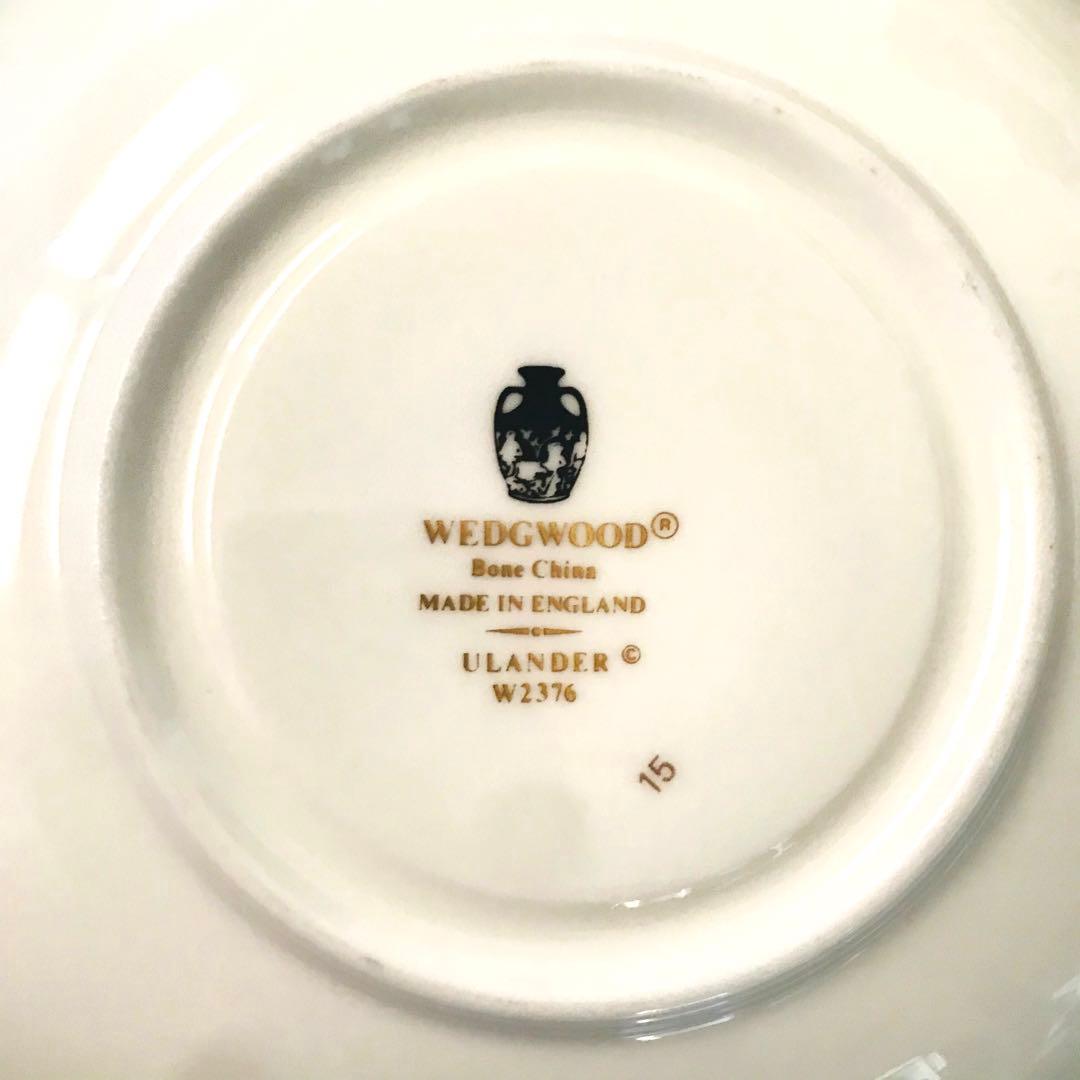 WEDGWOOD®
Bone China
MADE IN ENGLAND
C
ULANDER ©
W2376
15